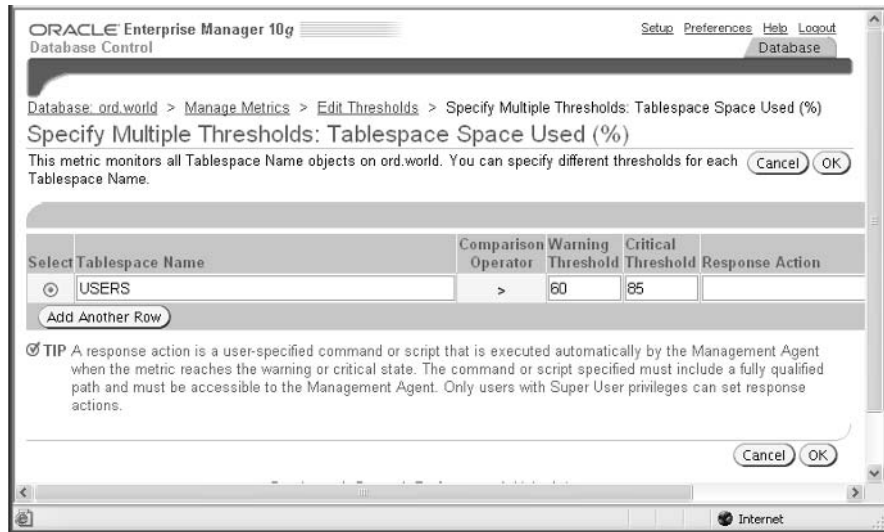 ORACLE Enterprise Manager 10g
Database Control
Setup Preferences Help Logout
Database
Database: ord.world > Manage Metrics > Edit Thresholds > Specify Multiple Thresholds: Tablespace Space Used (%)
Specify Multiple Thresholds: Tablespace Space Used (%)
This metric monitors all Tablespace Name objects on ord.world. You can specify different thresholds for each
Tablespace Name.
Cancel OK
Select Tablespace Name Comparison Operator Warning Threshold Critical Threshold Response Action
USERS > 60 85
Add Another Row
TIP A response action is a user-specified command or script that is executed automatically by the Management Agent
when the metric reaches the warning or critical state. The command or script specified must include a fully qualified
path and must be accessible to the Management Agent. Only users with Super User privileges can set response
actions.
Cancel OK
Internet